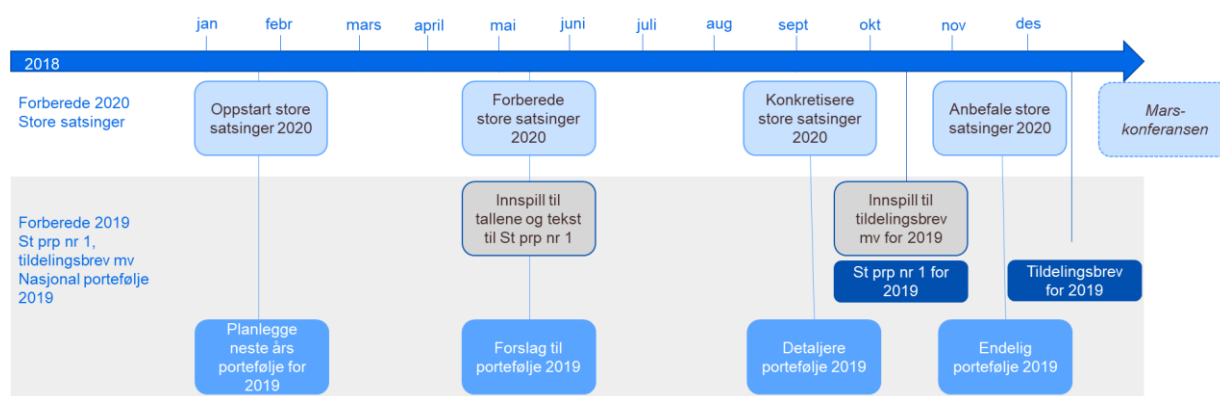 jan febr mars april mai juni juli aug sept okt nov des
2018
Forberede 2020
Store satsinger
Oppstart store
satsinger 2020
Forberede
store satsinger
2020
Konkretisere
store satsinger
2020
Anbefale store
satsinger 2020
Mars-
konferansen
Forberede 2019
St prp nr 1,
tildelingsbrev mv
Nasjonal portefølje
2019
Innspill til
tallene og tekst
til St prp nr 1
Innspill til
tildelingsbrev
mv for 2019
St prp nr 1 for
2019
Tildelingsbrev
for 2019
Planlegge
neste års
portefølje for
2019
Forslag til
portefølje 2019
Detaljere
portefølje 2019
Endelig
portefølje 2019